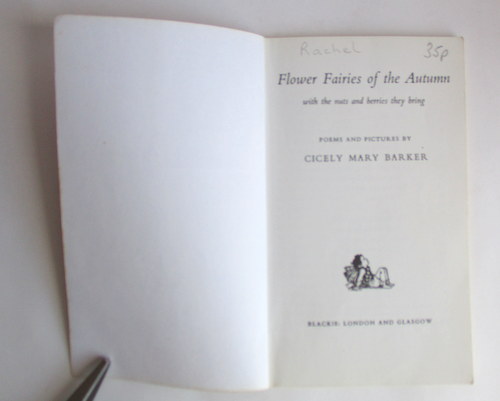 Rachel 35p
Flower Fairies of the Autumn
with the nuts and berries they bring
POEMS AND PICTURES BY
CICELY MARY BARKER
BLACKIE: LONDON AND GLASGOW